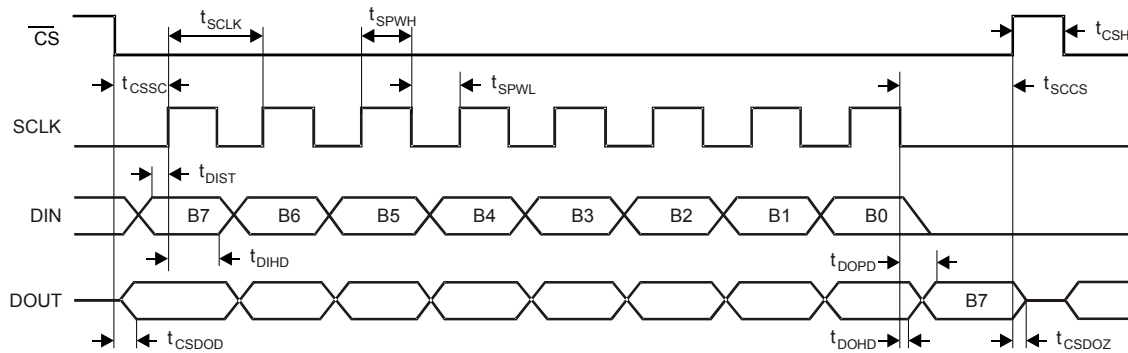 CS
tSCLK
tSPWH
tCSH
tCSSC
tSPWL
tSCCS
SCLK
tDIST
DIN
B7 B6 B5 B4 B3 B2 B1 B0
tDIHD
tDOPD
DOUT
B7
tCSDOD
tDOHD
tCSDOZ